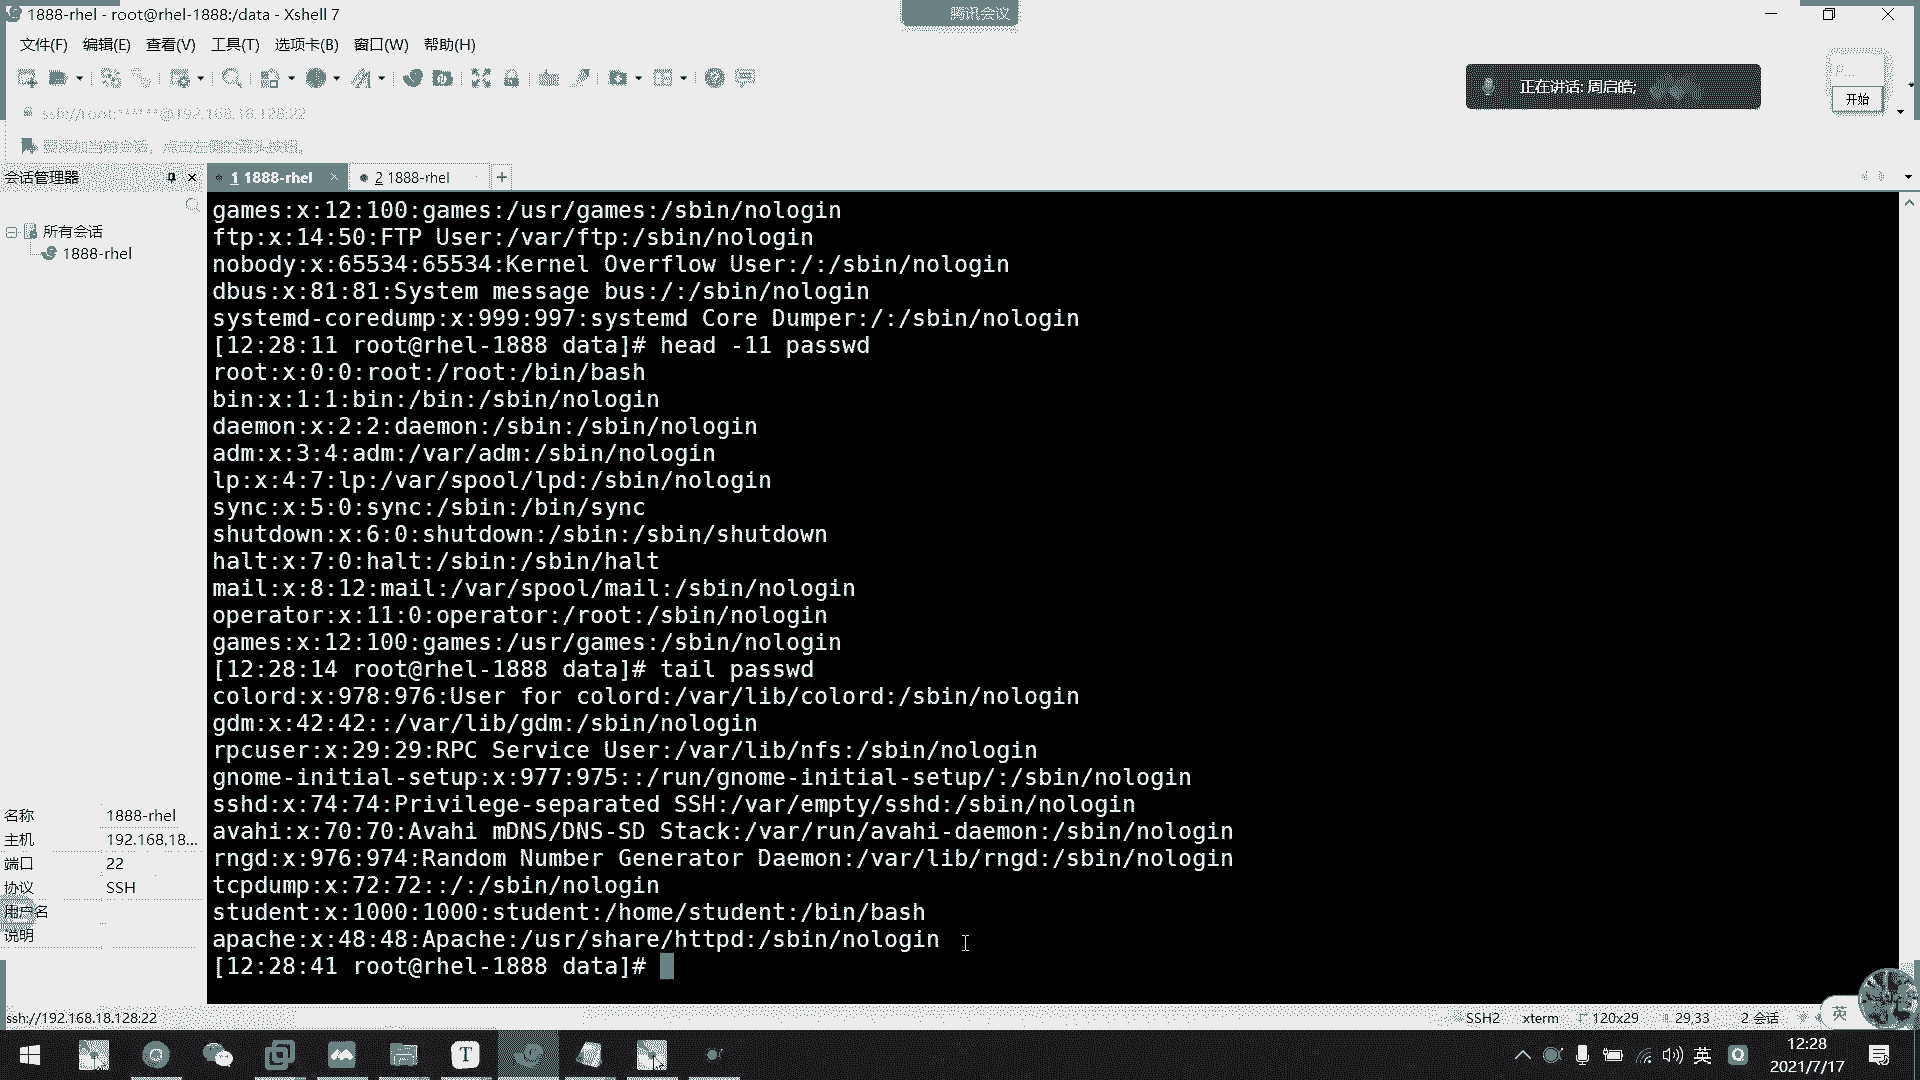 1888-rhel - root@rhel-1888:/data - Xshell 7
腾讯会议
文件(F) 编辑(E) 查看(V) 工具(T) 选项卡(B) 窗口(W) 帮助(H)
正在讲话: 周启皓;
开始
ssh://root:******@192.168.18.128:22
要添加当前会话，点击左侧的箭头按钮。
会话管理器
1 1888-rhel
2 1888-rhel
所有会话
1888-rhel
games:x:12:100:games:/usr/games:/sbin/nologin
ftp:x:14:50:FTP User:/var/ftp:/sbin/nologin
nobody:x:65534:65534:Kernel Overflow User:/:/sbin/nologin
dbus:x:81:81:System message bus:/:/sbin/nologin
systemd-coredump:x:999:997:systemd Core Dumper:/:/sbin/nologin
[12:28:11 root@rhel-1888 data]# head -11 passwd
root:x:0:0:root:/root:/bin/bash
bin:x:1:1:bin:/bin:/sbin/nologin
daemon:x:2:2:daemon:/sbin:/sbin/nologin
adm:x:3:4:adm:/var/adm:/sbin/nologin
lp:x:4:7:lp:/var/spool/lpd:/sbin/nologin
sync:x:5:0:sync:/sbin:/bin/sync
shutdown:x:6:0:shutdown:/sbin:/sbin/shutdown
halt:x:7:0:halt:/sbin:/sbin/halt
mail:x:8:12:mail:/var/spool/mail:/sbin/nologin
operator:x:11:0:operator:/root:/sbin/nologin
games:x:12:100:games:/usr/games:/sbin/nologin
[12:28:14 root@rhel-1888 data]# tail passwd
colord:x:978:976:User for colord:/var/lib/colord:/sbin/nologin
gdm:x:42:42::/var/lib/gdm:/sbin/nologin
rpcuser:x:29:29:RPC Service User:/var/lib/nfs:/sbin/nologin
gnome-initial-setup:x:977:975::/run/gnome-initial-setup/:/sbin/nologin
sshd:x:74:74:Privilege-separated SSH:/var/empty/sshd:/sbin/nologin
avahi:x:70:70:Avahi mDNS/DNS-SD Stack:/var/run/avahi-daemon:/sbin/nologin
rngd:x:976:974:Random Number Generator Daemon:/var/lib/rngd:/sbin/nologin
tcpdump:x:72:72::/:/sbin/nologin
student:x:1000:1000:student:/home/student:/bin/bash
apache:x:48:48:Apache:/usr/share/httpd:/sbin/nologin
[12:28:41 root@rhel-1888 data]#
名称 1888-rhel
主机 192.168.18...
端口 22
协议 SSH
用户名
说明
ssh://192.168.18.128:22
SSH2 xterm 120x29 29,33 2 会话
英
英
12:28
2021/7/17